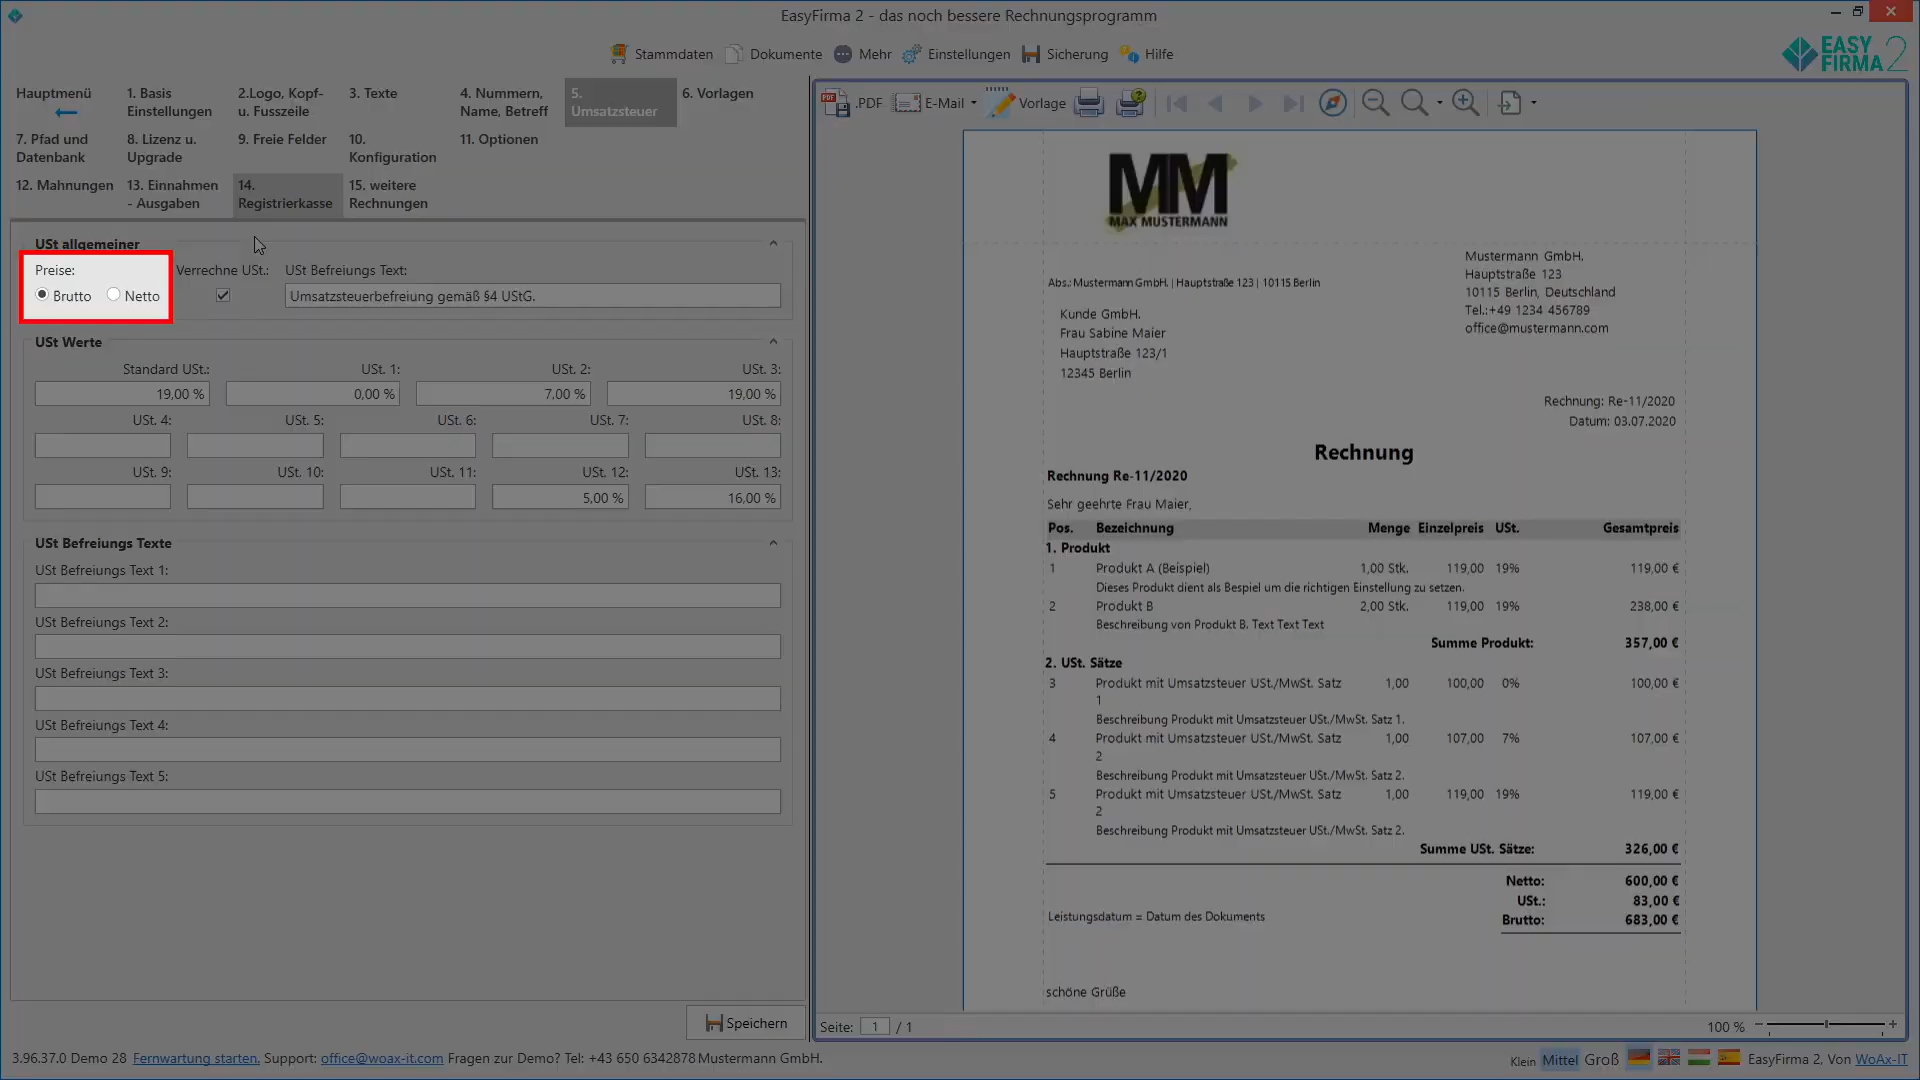 EasyFirma 2 - das noch bessere Rechnungsprogramm
Stammdaten Dokumente Mehr Einstellungen Sicherung Hilfe
EASY FIRMA 2
Hauptmenü
1. Basis Einstellungen
2.Logo, Kopf- u. Fusszeile
3. Texte
4. Nummern, Name, Betreff
5. Umsatzsteuer
6. Vorlagen
7. Pfad und Datenbank
8. Lizenz u. Upgrade
9. Freie Felder
10. Konfiguration
11. Optionen
12. Mahnungen
13. Einnahmen - Ausgaben
14. Registrierkasse
15. weitere Rechnungen
USt allgemeiner
Preise: Verrechne USt.: USt Befreiungs Text:
Brutto Netto Umsatzsteuerbefreiung gemäß §4 UStG.
USt Werte
Standard USt.: USt. 1: USt. 2: USt. 3:
19,00 % 0,00 % 7,00 % 19,00 %
USt. 4: USt. 5: USt. 6: USt. 7: USt. 8:
USt. 9: USt. 10: USt. 11: USt. 12: USt. 13:
5,00 % 16,00 %
USt Befreiungs Texte
USt Befreiungs Text 1:
USt Befreiungs Text 2:
USt Befreiungs Text 3:
USt Befreiungs Text 4:
USt Befreiungs Text 5:
Speichern
PDF .PDF E-Mail Vorlage
MM
MAX MUSTERMANN
Mustermann GmbH.
Hauptstraße 123
10115 Berlin, Deutschland
Tel.:+49 1234 456789
office@mustermann.com
Abs.: Mustermann GmbH. | Hauptstraße 123 | 10115 Berlin
Kunde GmbH.
Frau Sabine Maier
Hauptstraße 123/1
12345 Berlin
Rechnung: Re-11/2020
Datum: 03.07.2020
Rechnung
Rechnung Re-11/2020
Sehr geehrte Frau Maier,
Pos. Bezeichnung Menge Einzelpreis USt. Gesamtpreis
1. Produkt
1 Produkt A (Beispiel) 1,00 Stk. 119,00 19% 119,00 €
Dieses Produkt dient als Bespiel um die richtigen Einstellung zu setzen.
2 Produkt B 2,00 Stk. 119,00 19% 238,00 €
Beschreibung von Produkt B. Text Text Text
Summe Produkt: 357,00 €
2. USt. Sätze
3 Produkt mit Umsatzsteuer USt./MwSt. Satz 1,00 100,00 0% 100,00 €
1
Beschreibung Produkt mit Umsatzsteuer USt./MwSt. Satz 1.
4 Produkt mit Umsatzsteuer USt./MwSt. Satz 1,00 107,00 7% 107,00 €
2
Beschreibung Produkt mit Umsatzsteuer USt./MwSt. Satz 2.
5 Produkt mit Umsatzsteuer USt./MwSt. Satz 1,00 119,00 19% 119,00 €
2
Beschreibung Produkt mit Umsatzsteuer USt./MwSt. Satz 2.
Summe USt. Sätze: 326,00 €
Netto: 600,00 €
USt.: 83,00 €
Leistungsdatum = Datum des Dokuments
Brutto: 683,00 €
schöne Grüße
Seite: 1 / 1 100 %
3.96.37.0 Demo 28 Fernwartung starten. Support: office@woax-it.com Fragen zur Demo? Tel: +43 650 6342878 Mustermann GmbH.
Klein Mittel Groß EasyFirma 2, Von WoAx-IT